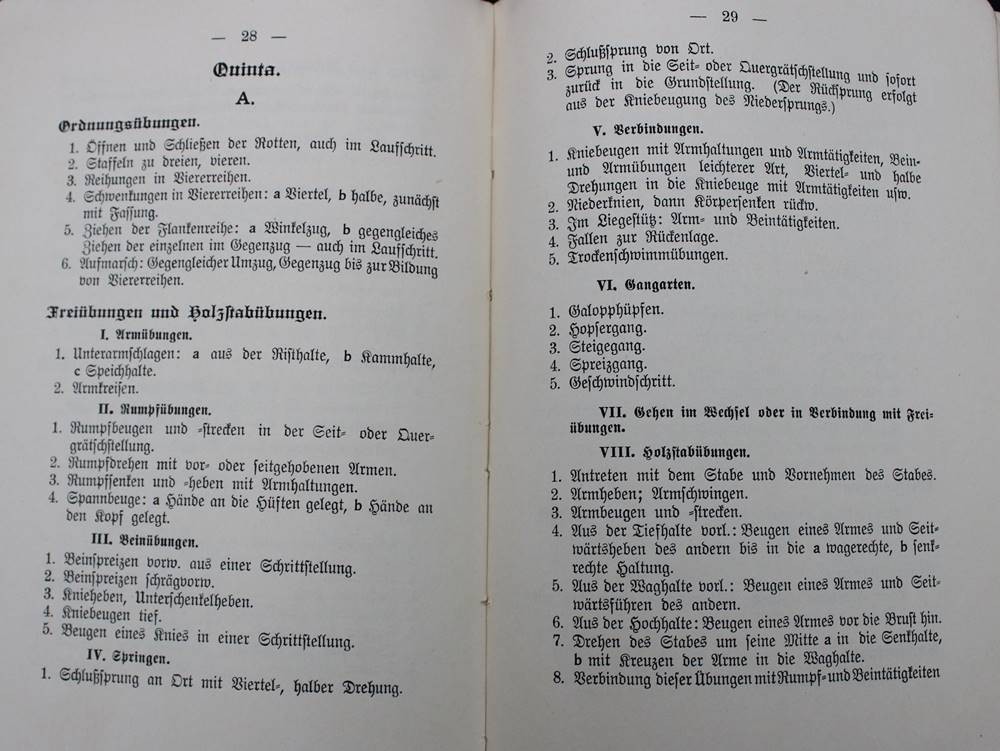 — 28 —
Quinta.
A.
Ordnungsübungen.
1. Öffnen und Schließen der Rotten, auch im Laufschritt.
2. Staffeln zu dreien, vieren.
3. Reihungen in Viererreihen.
4. Schwenkungen in Viererreihen: a Viertel, b halbe, zunächst
mit Fassung.
5. Ziehen der Flankenreihe: a Winkelzug, b gegengleiches
Ziehen der einzelnen im Gegenzug — auch im Laufschritt.
6. Aufmarsch: Gegengleicher Umzug, Gegenzug bis zur Bildung
von Viererreihen.
Freiübungen und Holzstabübungen.
I. Armübungen.
1. Unterarmschlagen: a aus der Risthalte, b Kammhalte,
c Speichhalte.
2. Armkreisen.
II. Rumpfübungen.
1. Rumpfbeugen und -strecken in der Seit- oder Quer-
grätschstellung.
2. Rumpfdrehen mit vor- oder seitgehobenen Armen.
3. Rumpfsenken und -heben mit Armhaltungen.
4. Spannbeuge: a Hände an die Hüften gelegt, b Hände an
den Kopf gelegt.
III. Beinübungen.
1. Beinspreizen vorw. aus einer Schrittstellung.
2. Beinspreizen schrägvorw.
3. Knieheben, Unterschenkelheben.
4. Kniebeugen tief.
5. Beugen eines Knies in einer Schrittstellung.
IV. Springen.
1. Schlußsprung an Ort mit Viertel-, halber Drehung.
— 29 —
2. Schlußsprung von Ort.
3. Sprung in die Seit- oder Quergrätschstellung und sofort
zurück in die Grundstellung. (Der Rücksprung erfolgt
aus der Kniebeugung des Niedersprungs.)
V. Verbindungen.
1. Kniebeugen mit Armhaltungen und Armtätigkeiten, Bein-
und Armübungen leichterer Art, Viertel- und halbe
Drehungen in die Kniebeuge mit Armtätigkeiten usw.
2. Niederknien, dann Körpersenken rückw.
3. Im Liegestütz: Arm- und Beintätigkeiten.
4. Fallen zur Rückenlage.
5. Trockenschwimmübungen.
VI. Gangarten.
1. Galopphüpfen.
2. Hopsergang.
3. Steigegang.
4. Spreizgang.
5. Geschwindschritt.
VII. Gehen im Wechsel oder in Verbindung mit Frei-
übungen.
VIII. Holzstabübungen.
1. Antreten mit dem Stabe und Vornehmen des Stabes.
2. Armheben; Armschwingen.
3. Armbeugen und -strecken.
4. Aus der Tiefhalte vorl.: Beugen eines Armes und Seit-
wärtsheben des andern bis in die a wagerechte, b senk-
rechte Haltung.
5. Aus der Waghalte vorl.: Beugen eines Armes und Seit-
wärtsführen des andern.
6. Aus der Hochhalte: Beugen eines Armes vor die Brust hin.
7. Drehen des Stabes um seine Mitte a in die Senkhalte,
b mit Kreuzen der Arme in die Waghalte.
8. Verbindung dieser Übungen mit Rumpf- und Beintätigkeiten